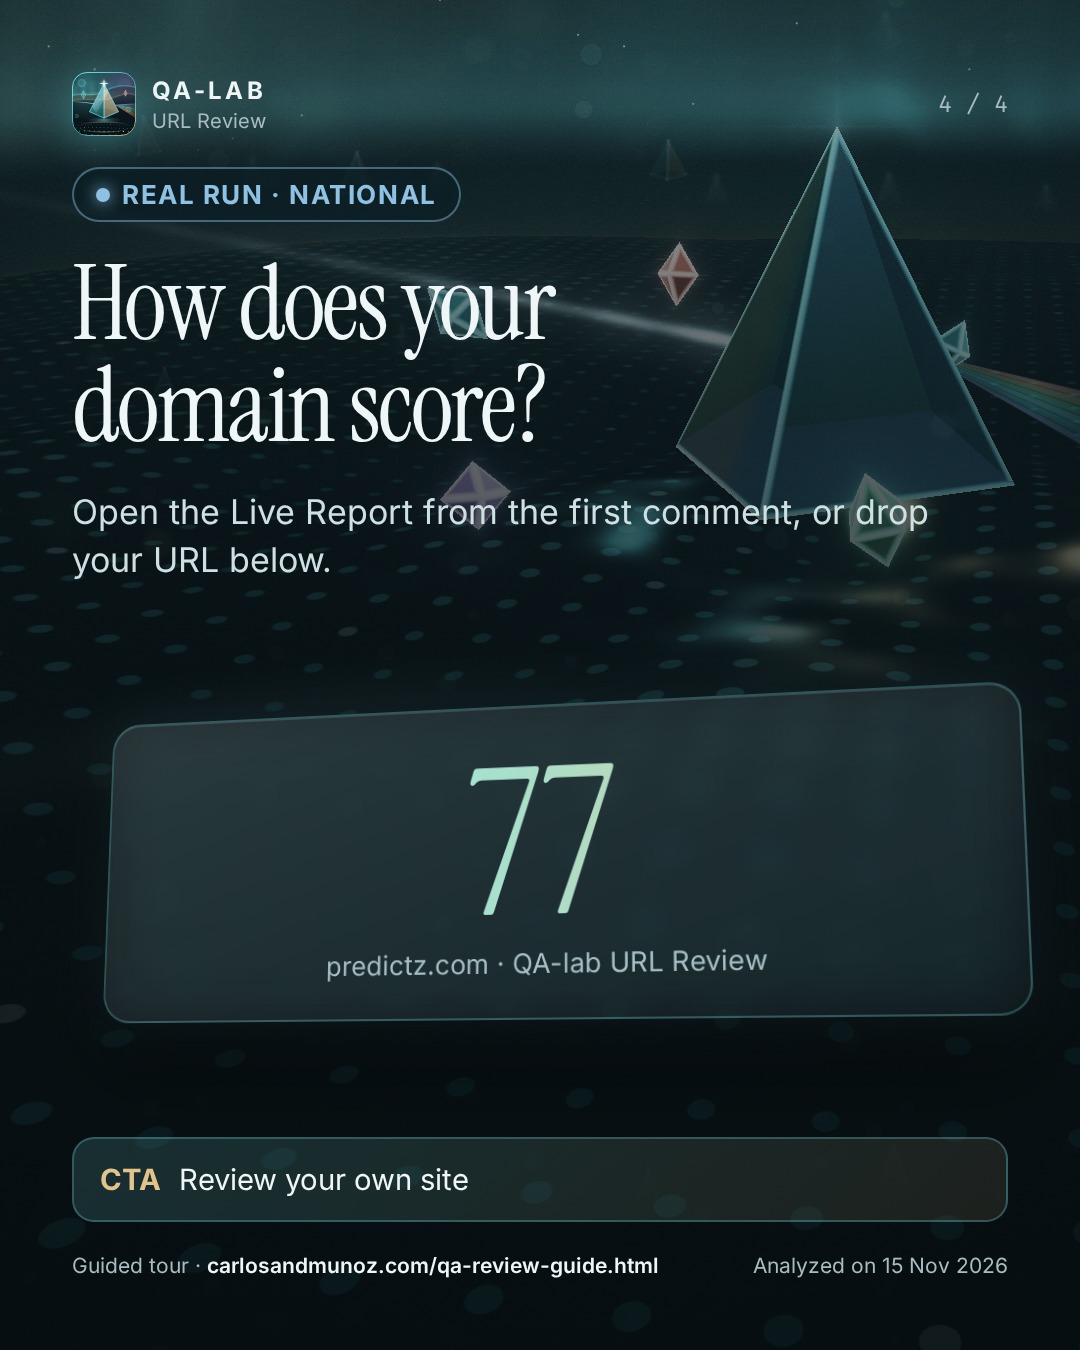 QA-LAB
URL Review
4 / 4
REAL RUN · NATIONAL
How does your
domain score?
Open the Live Report from the first comment, or drop
your URL below.
77
predictz.com · QA-lab URL Review
CTA Review your own site
Guided tour · carlosandmunoz.com/qa-review-guide.html
Analyzed on 15 Nov 2026